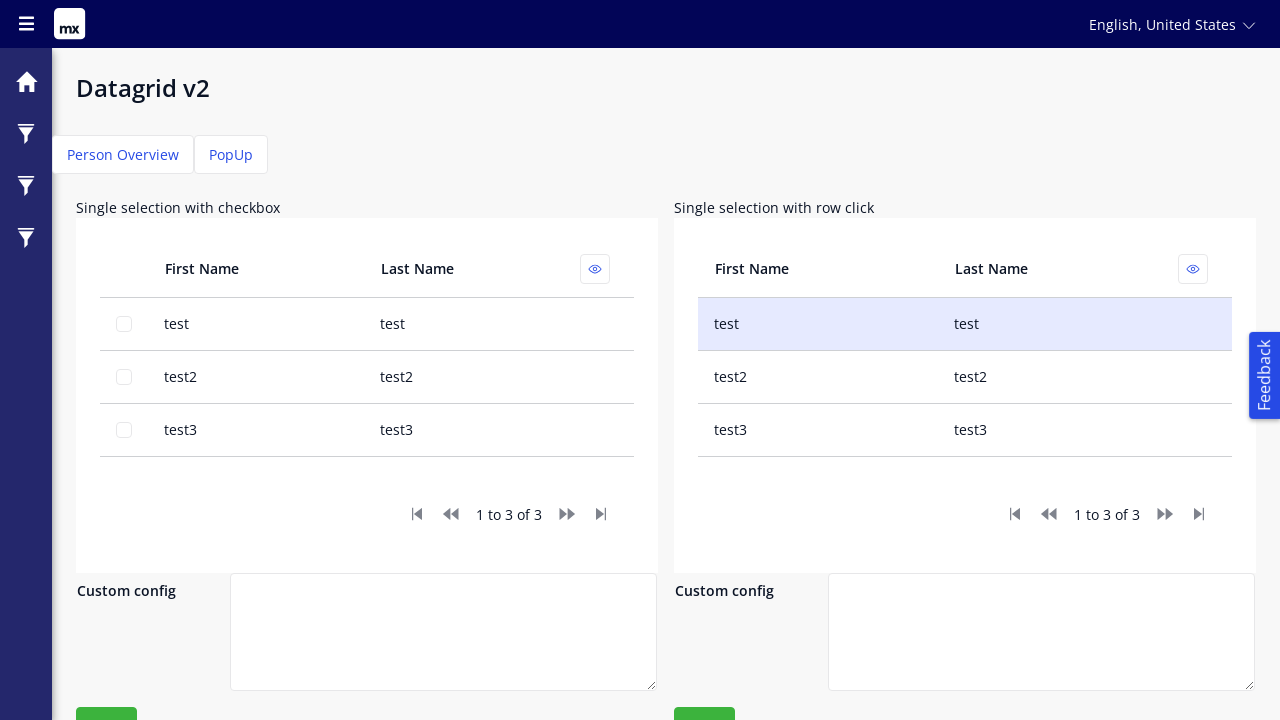 mx
English, United States
Datagrid v2
Person Overview
PopUp
Single selection with checkbox
First Name Last Name
test test
test2 test2
test3 test3
1 to 3 of 3
Custom config
Single selection with row click
First Name Last Name
test test
test2 test2
test3 test3
1 to 3 of 3
Custom config
Feedback